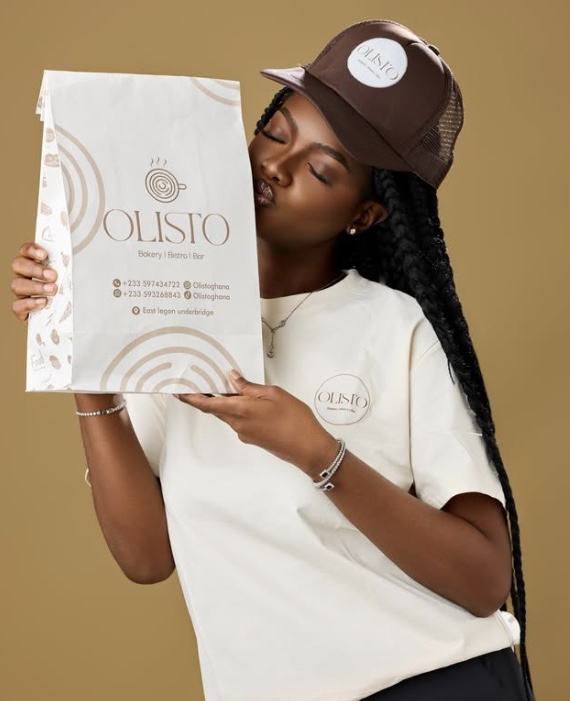 OLISTO
OLISTO
Bakery | Bistro | Bar
+233 597434722 Olistoghana
+233 593268843 Olistoghana
East legon underbridge
OLISTO